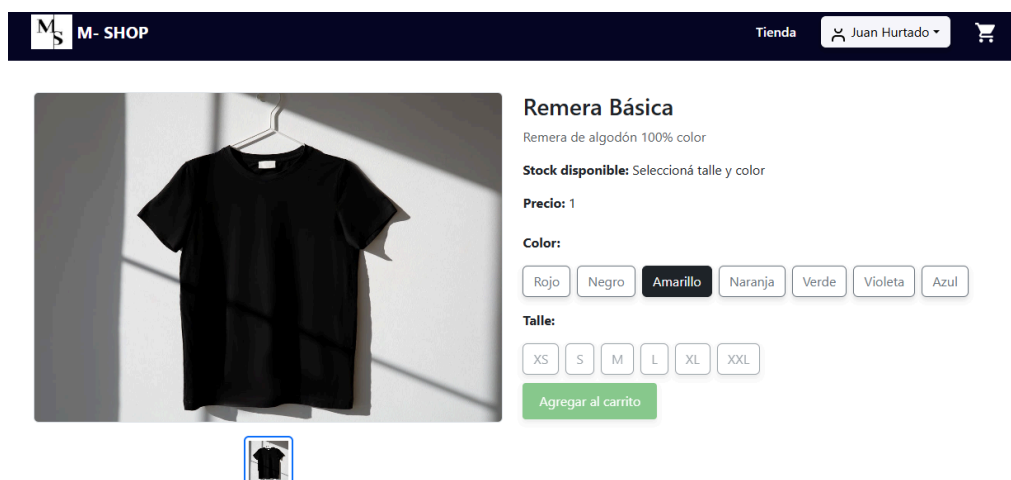 MS M- SHOP Tienda Juan Hurtado
Remera Básica
Remera de algodón 100% color
Stock disponible: Seleccioná talle y color
Precio: 1
Color:
Rojo Negro Amarillo Naranja Verde Violeta Azul
Talle:
XS S M L XL XXL
Agregar al carrito